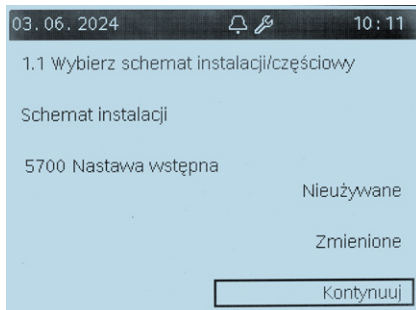 03.06.2024 10:11
1.1 Wybierz schemat instalacji/częściowy
Schemat instalacji
5700 Nastawa wstępna
Nieużywane
Zmienione
Kontynuuj